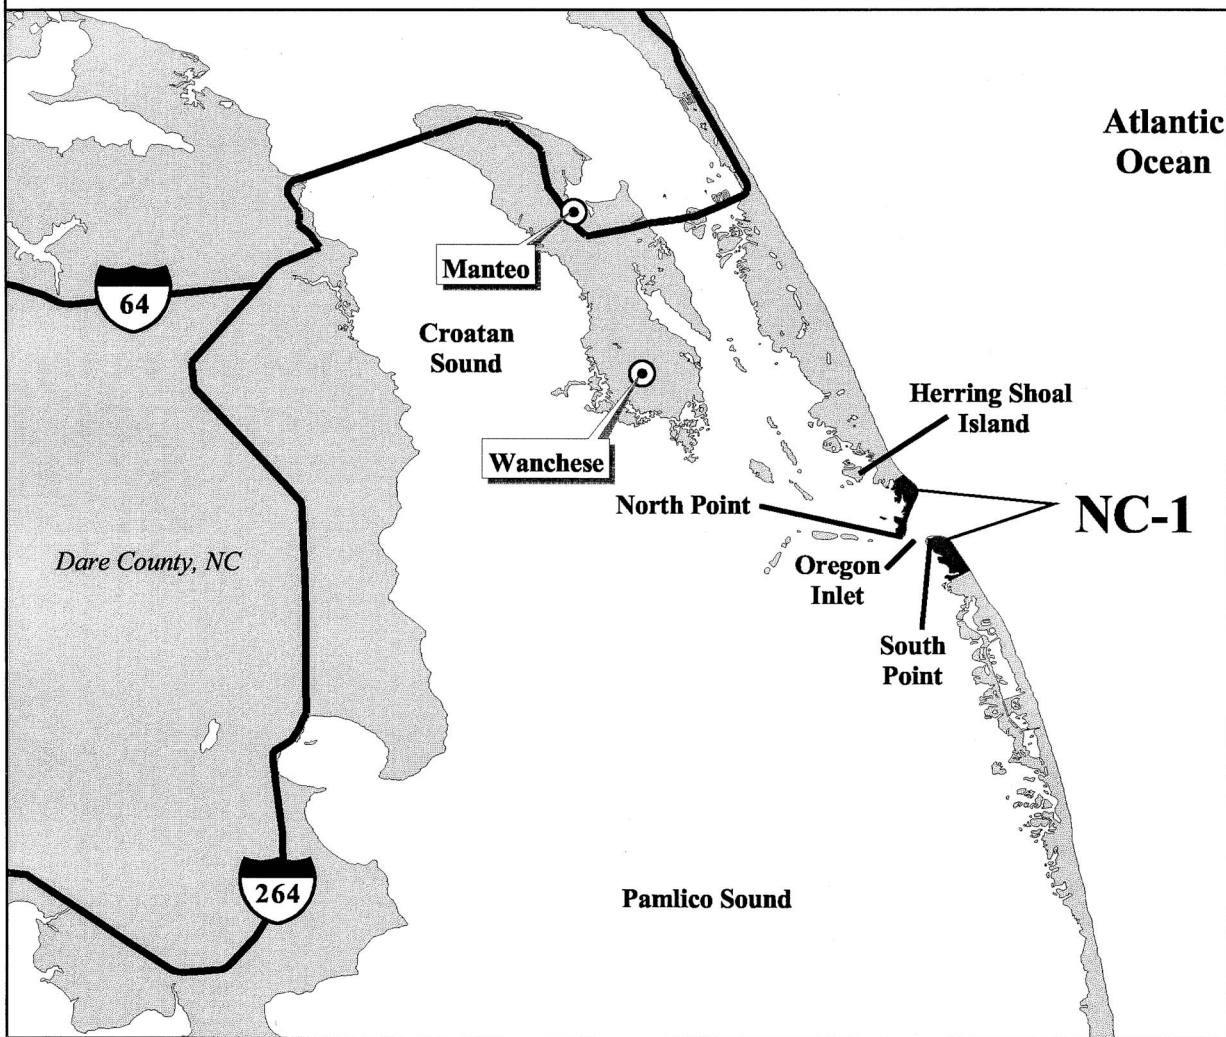 Atlantic
Ocean
Manteo
64
Croatan
Sound
Herring Shoal
Island
Wanchese
North Point
NC-1
Dare County, NC
Oregon
Inlet
South
Point
264
Pamlico Sound